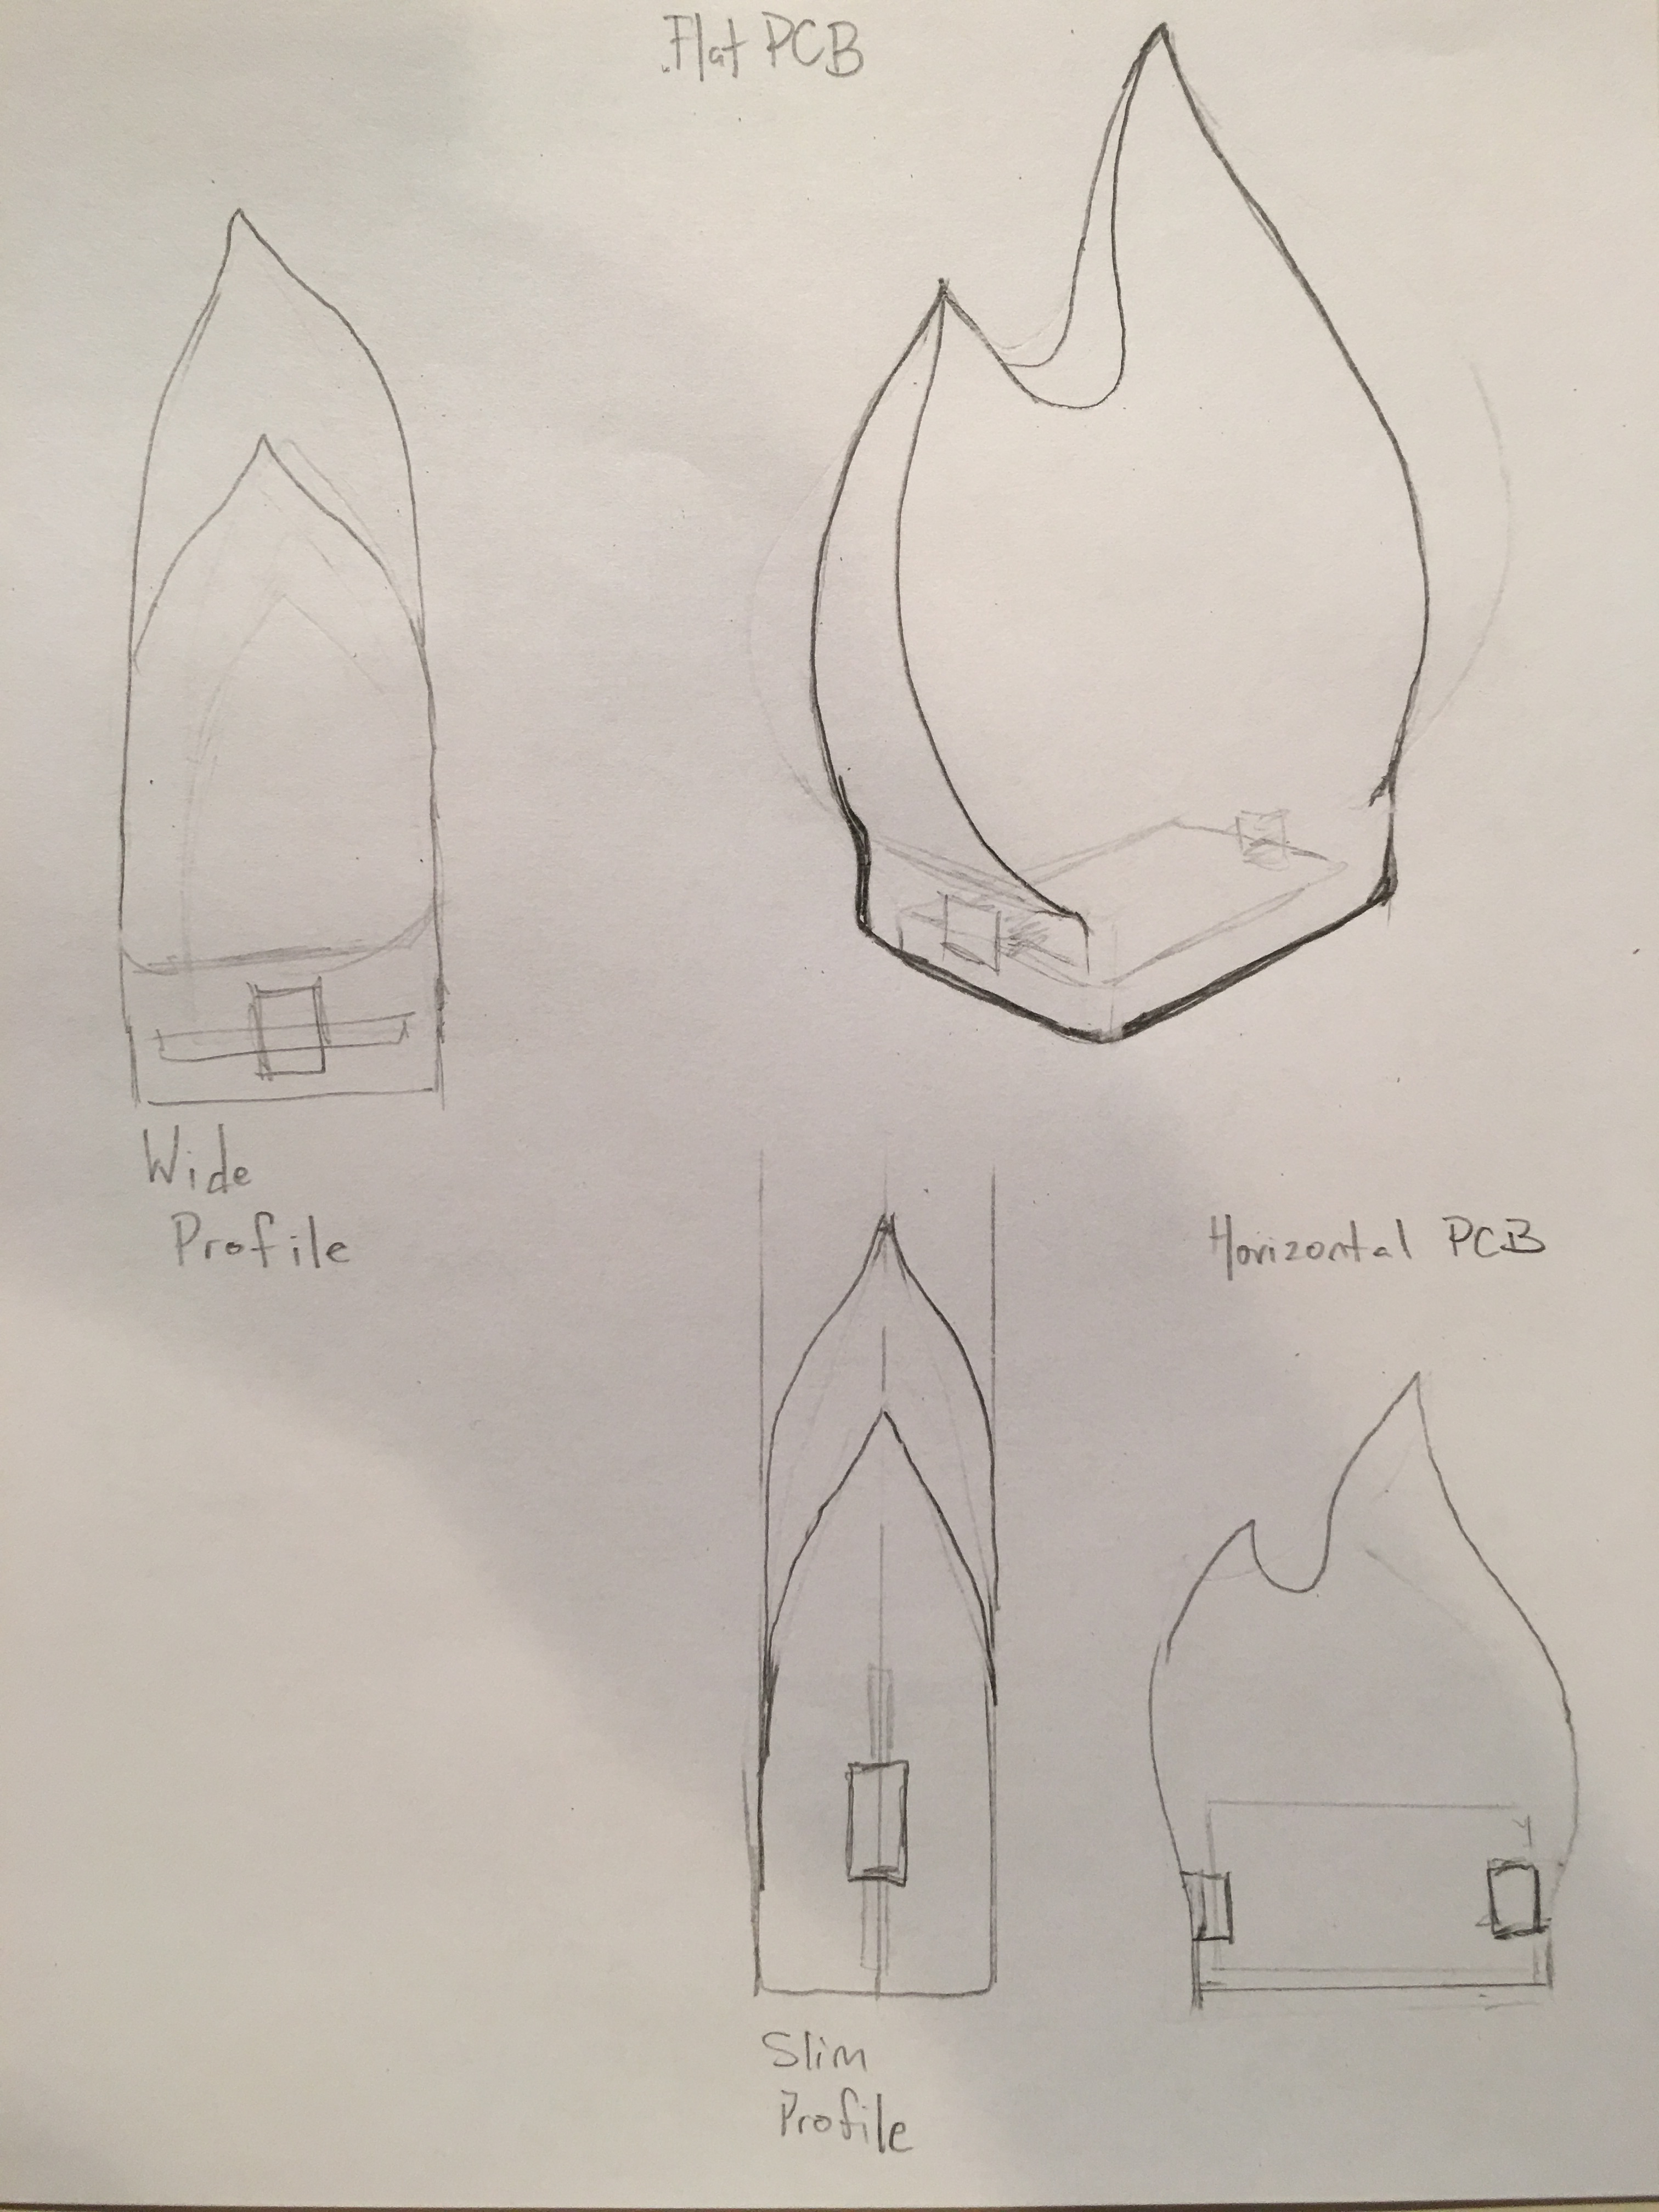 Flat PCB
Wide
Profile
Horizontal PCB
Slim
Profile